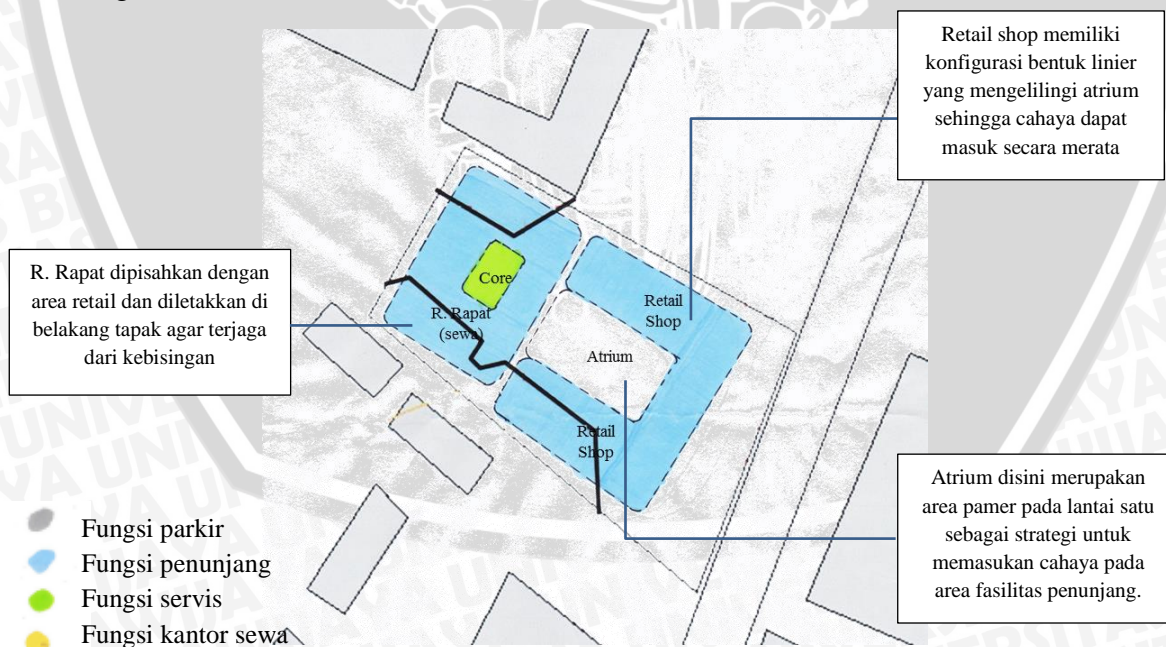 Retail shop memiliki
konfigurasi bentuk linier
yang mengelilingi atrium
sehingga cahaya dapat
masuk secara merata
R. Rapat dipisahkan dengan
area retail dan diletakkan di
belakang tapak agar terjaga
dari kebisingan
Core
R. Rapat
(sewa)
Retail
Shop
Atrium
Retail
Shop
Atrium disini merupakan
area pamer pada lantai satu
sebagai strategi untuk
memasukan cahaya pada
area fasilitas penunjang.
Fungsi parkir
Fungsi penunjang
Fungsi servis
Fungsi kantor sewa